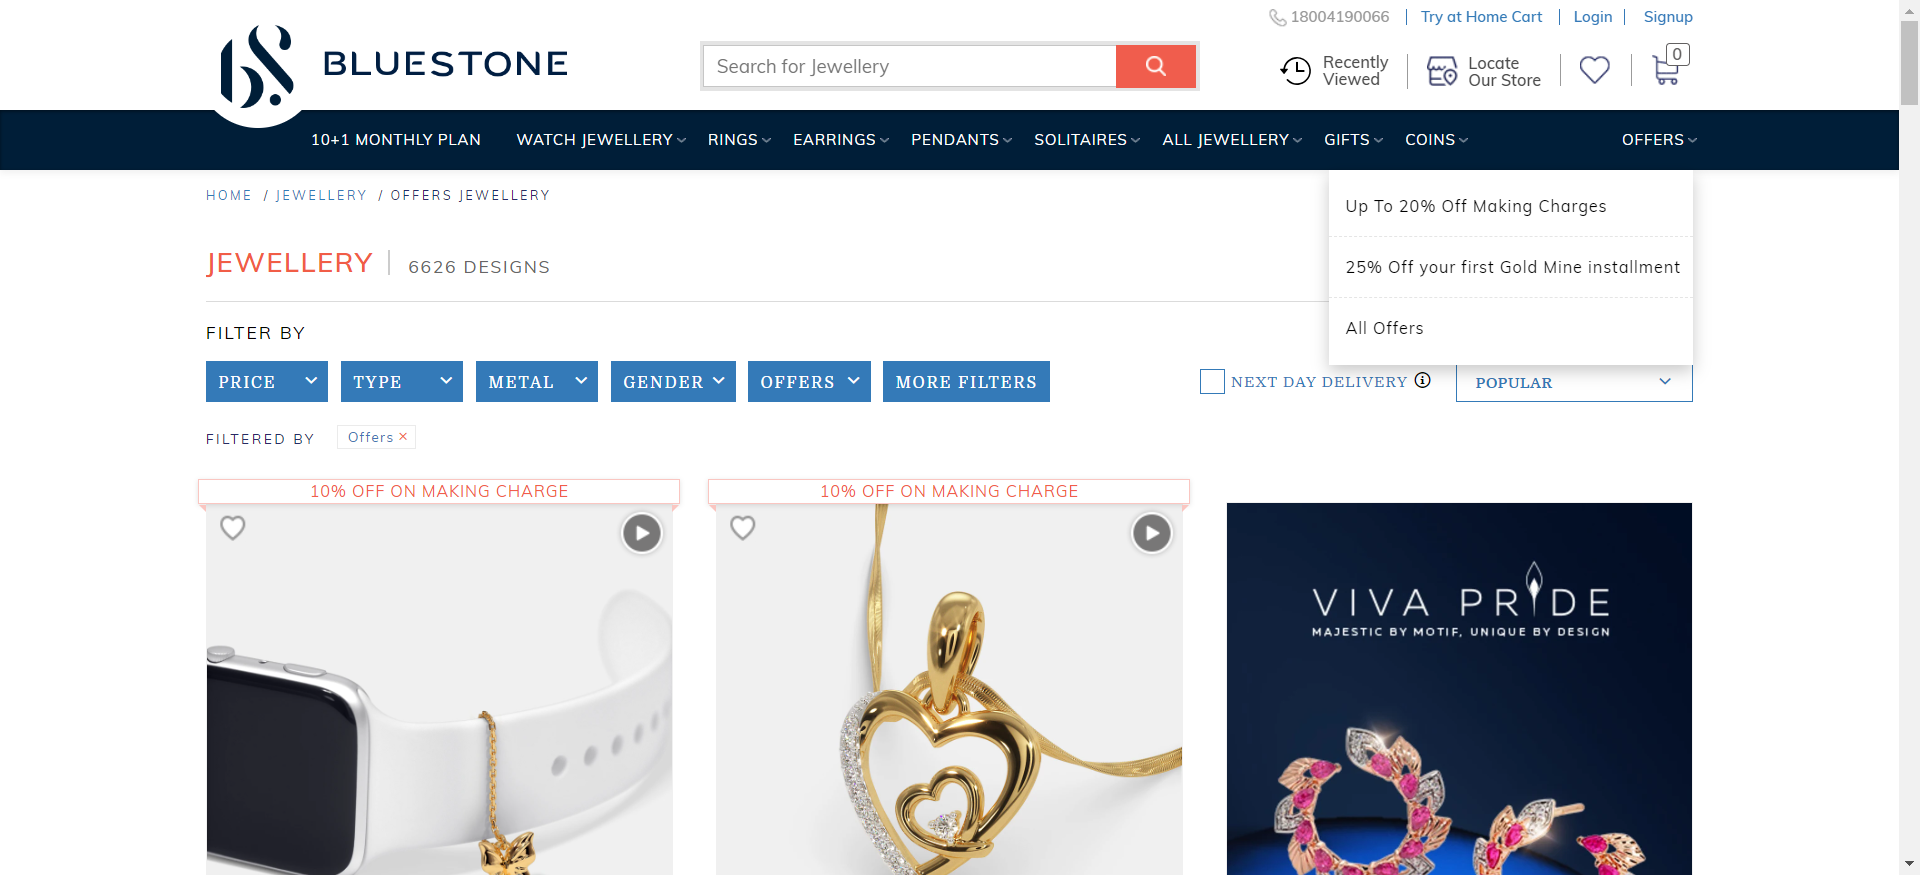 18004190066
Try at Home Cart
Login
Signup
BLUESTONE
Search for Jewellery
Recently
Viewed
Locate
Our Store
0
10+1 MONTHLY PLAN
WATCH JEWELLERY
RINGS
EARRINGS
PENDANTS
SOLITAIRES
ALL JEWELLERY
GIFTS
COINS
OFFERS
HOME / JEWELLERY / OFFERS JEWELLERY
Up To 20% Off Making Charges
25% Off your first Gold Mine installment
All Offers
JEWELLERY
6626 DESIGNS
FILTER BY
PRICE
TYPE
METAL
GENDER
OFFERS
MORE FILTERS
NEXT DAY DELIVERY
POPULAR
FILTERED BY
Offers ×
10% OFF ON MAKING CHARGE
10% OFF ON MAKING CHARGE
VIVA PRIDE
MAJESTIC BY MOTIF, UNIQUE BY DESIGN